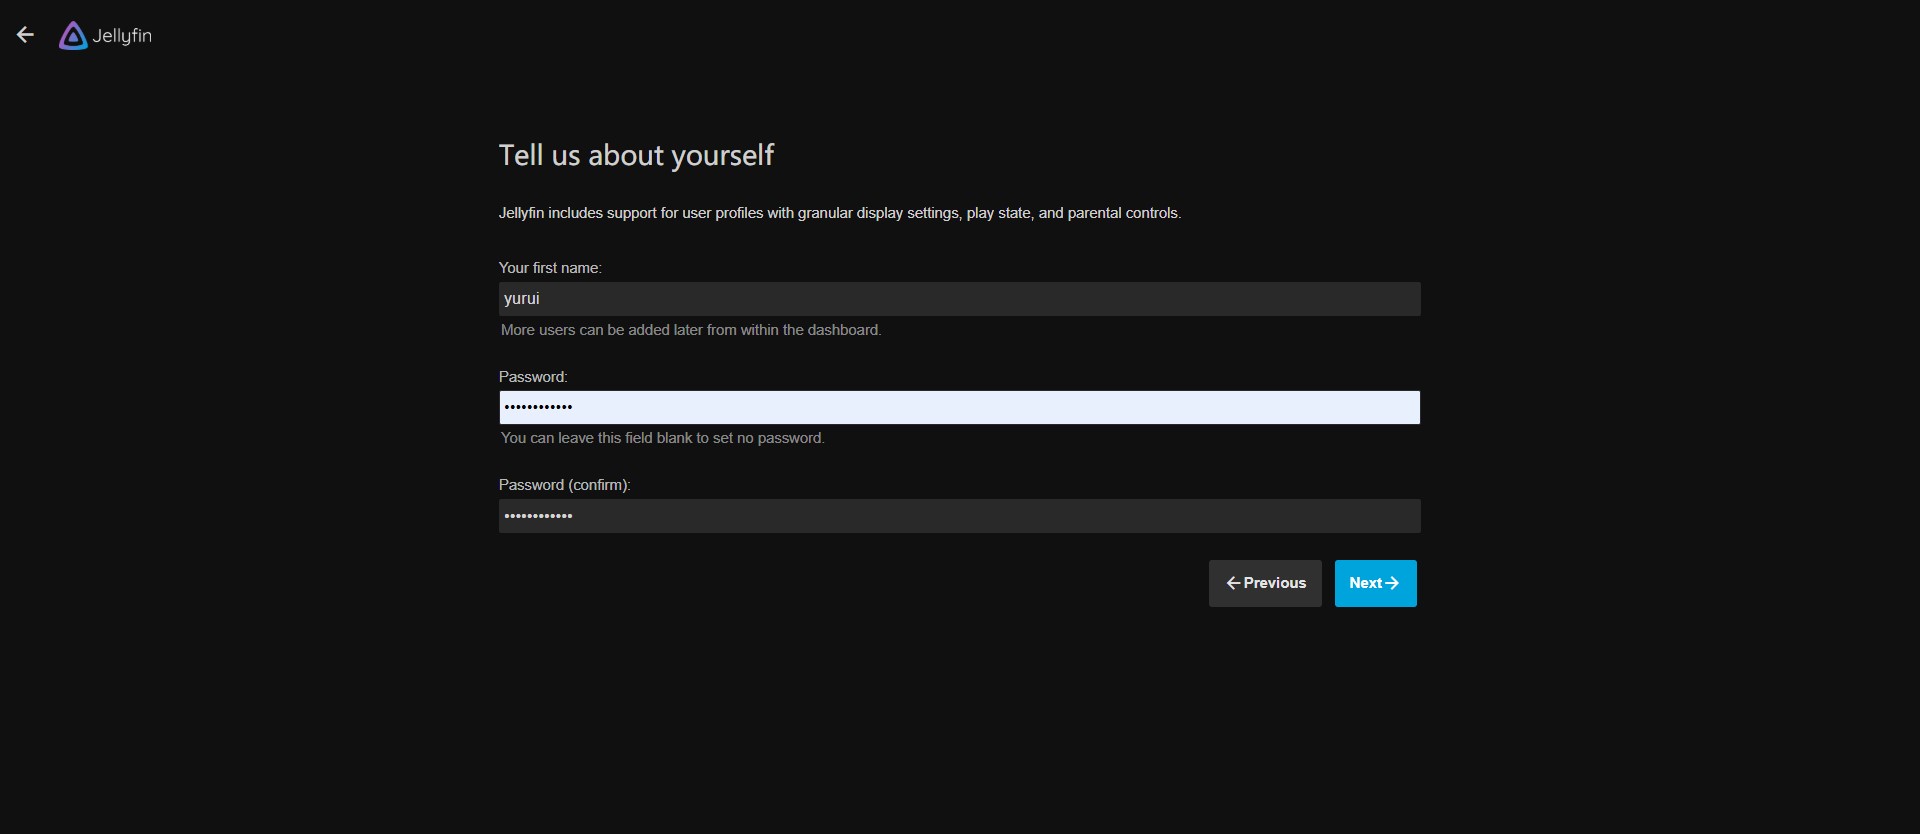 Jellyfin
Tell us about yourself
Jellyfin includes support for user profiles with granular display settings, play state, and parental controls.
Your first name:
yurui
More users can be added later from within the dashboard.
Password:
••••••••••••
You can leave this field blank to set no password.
Password (confirm):
••••••••••••
Previous Next